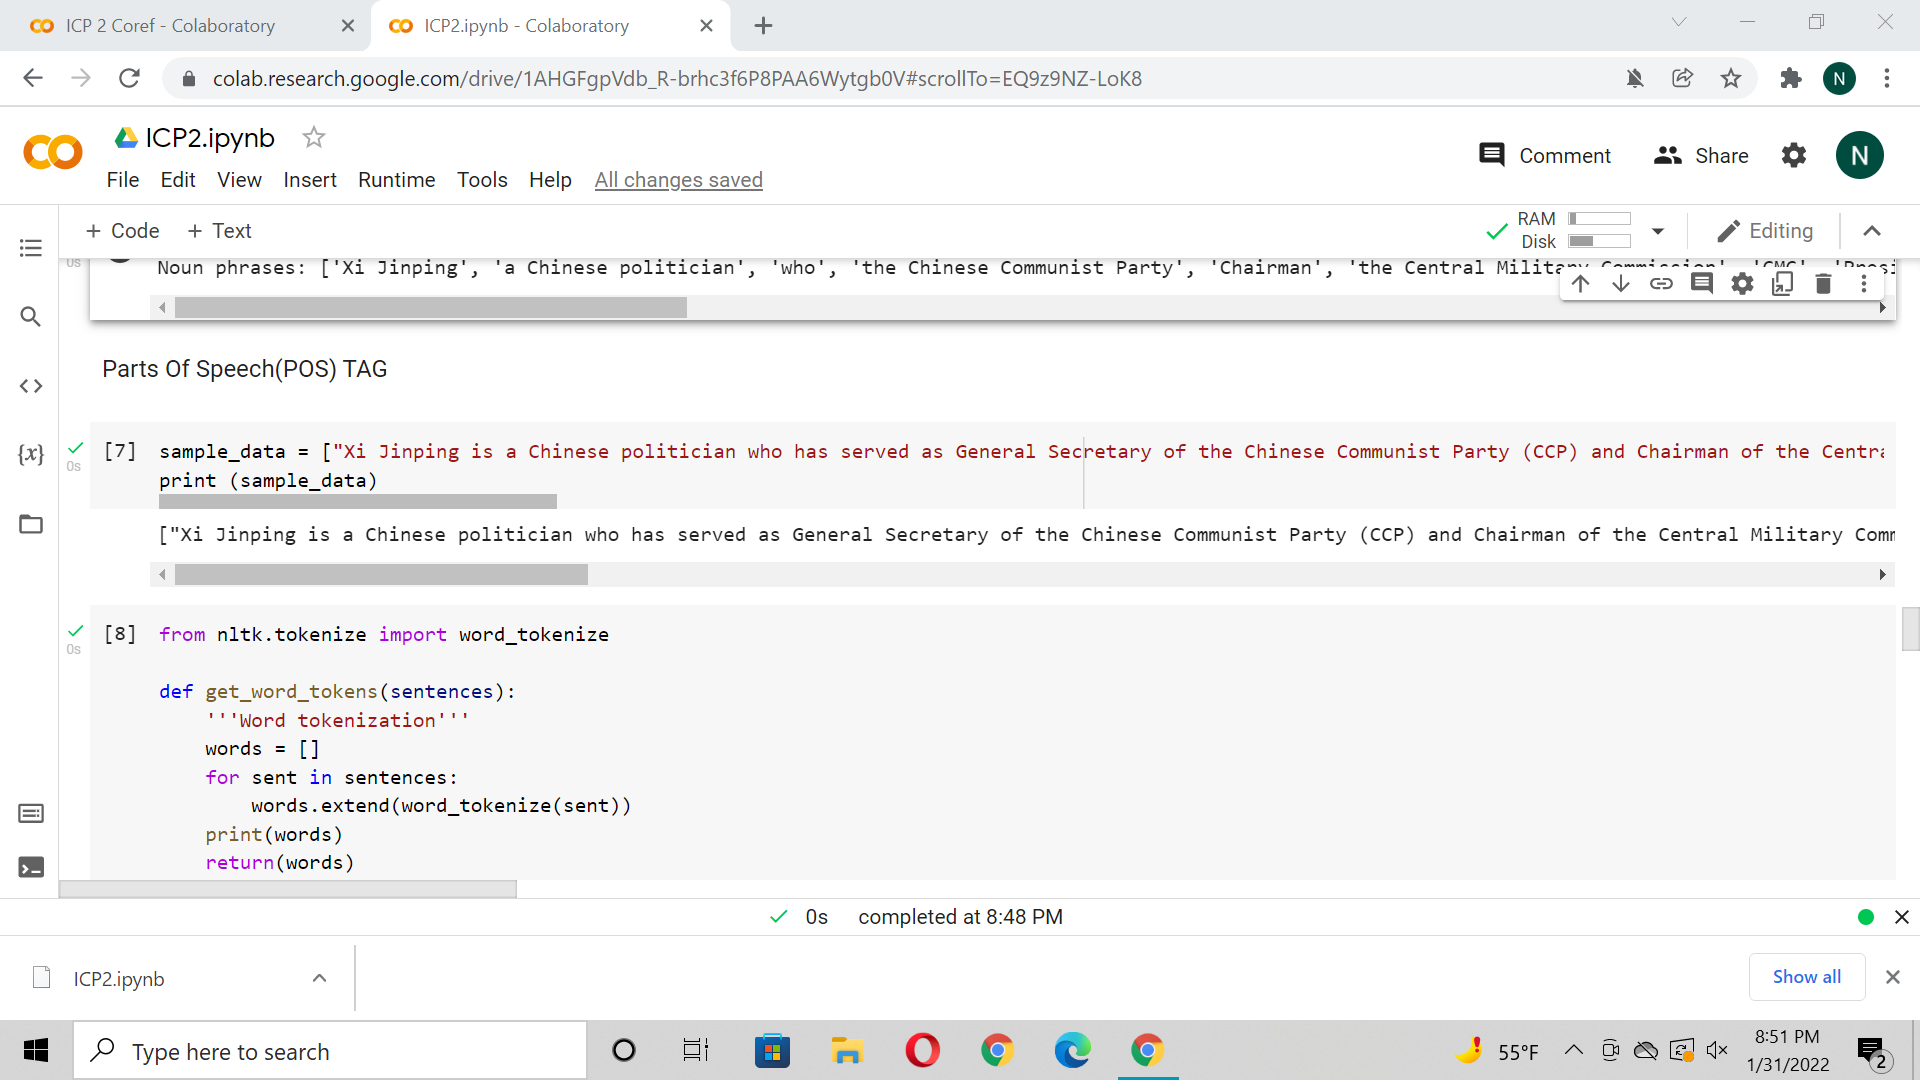 ICP 2 Coref - Colaboratory
ICP2.ipynb - Colaboratory
colab.research.google.com/drive/1AHGFgpVdb_R-brhc3f6P8PAA6Wytgb0V#scrollTo=EQ9z9NZ-LoK8
N
ICP2.ipynb
Comment
Share
N
File Edit View Insert Runtime Tools Help All changes saved
+ Code + Text
RAM
Disk
Editing
0s
Noun phrases: ['Xi Jinping', 'a Chinese politician', 'who', 'the Chinese Communist Party', 'Chairman', 'the Central Military Commission', 'CMC', 'Presi
Parts Of Speech(POS) TAG
{x}
0s
[7] sample_data = ["Xi Jinping is a Chinese politician who has served as General Secretary of the Chinese Communist Party (CCP) and Chairman of the Centra
print (sample_data)
["Xi Jinping is a Chinese politician who has served as General Secretary of the Chinese Communist Party (CCP) and Chairman of the Central Military Comm
0s
[8] from nltk.tokenize import word_tokenize
def get_word_tokens(sentences):
'''Word tokenization'''
words = []
for sent in sentences:
words.extend(word_tokenize(sent))
print(words)
return(words)
0s completed at 8:48 PM
ICP2.ipynb
Show all
Type here to search
55°F
8:51 PM
1/31/2022
2